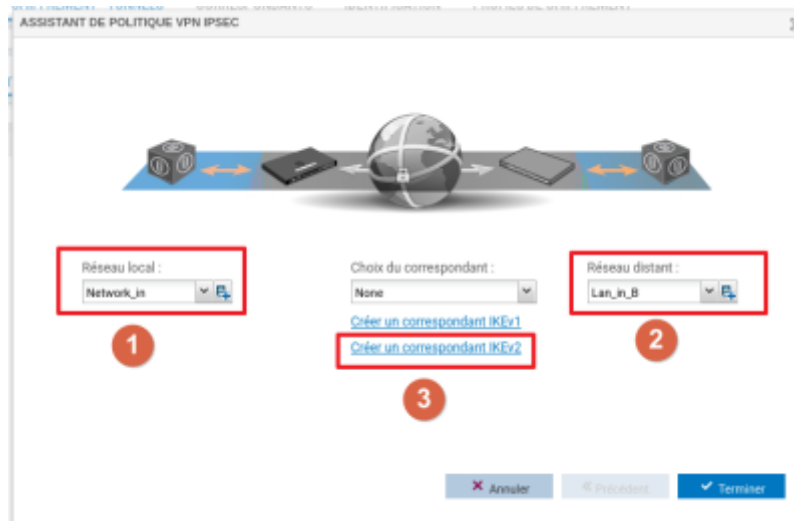 ASSISTANT DE POLITIQUE VPN IPSEC
Réseau local :
Choix du correspondant :
Réseau distant :
Network_in
None
Lan_in_B
Créer un correspondant IKEv1
Créer un correspondant IKEv2
1
2
3
Annuler
« Précédent
Terminer